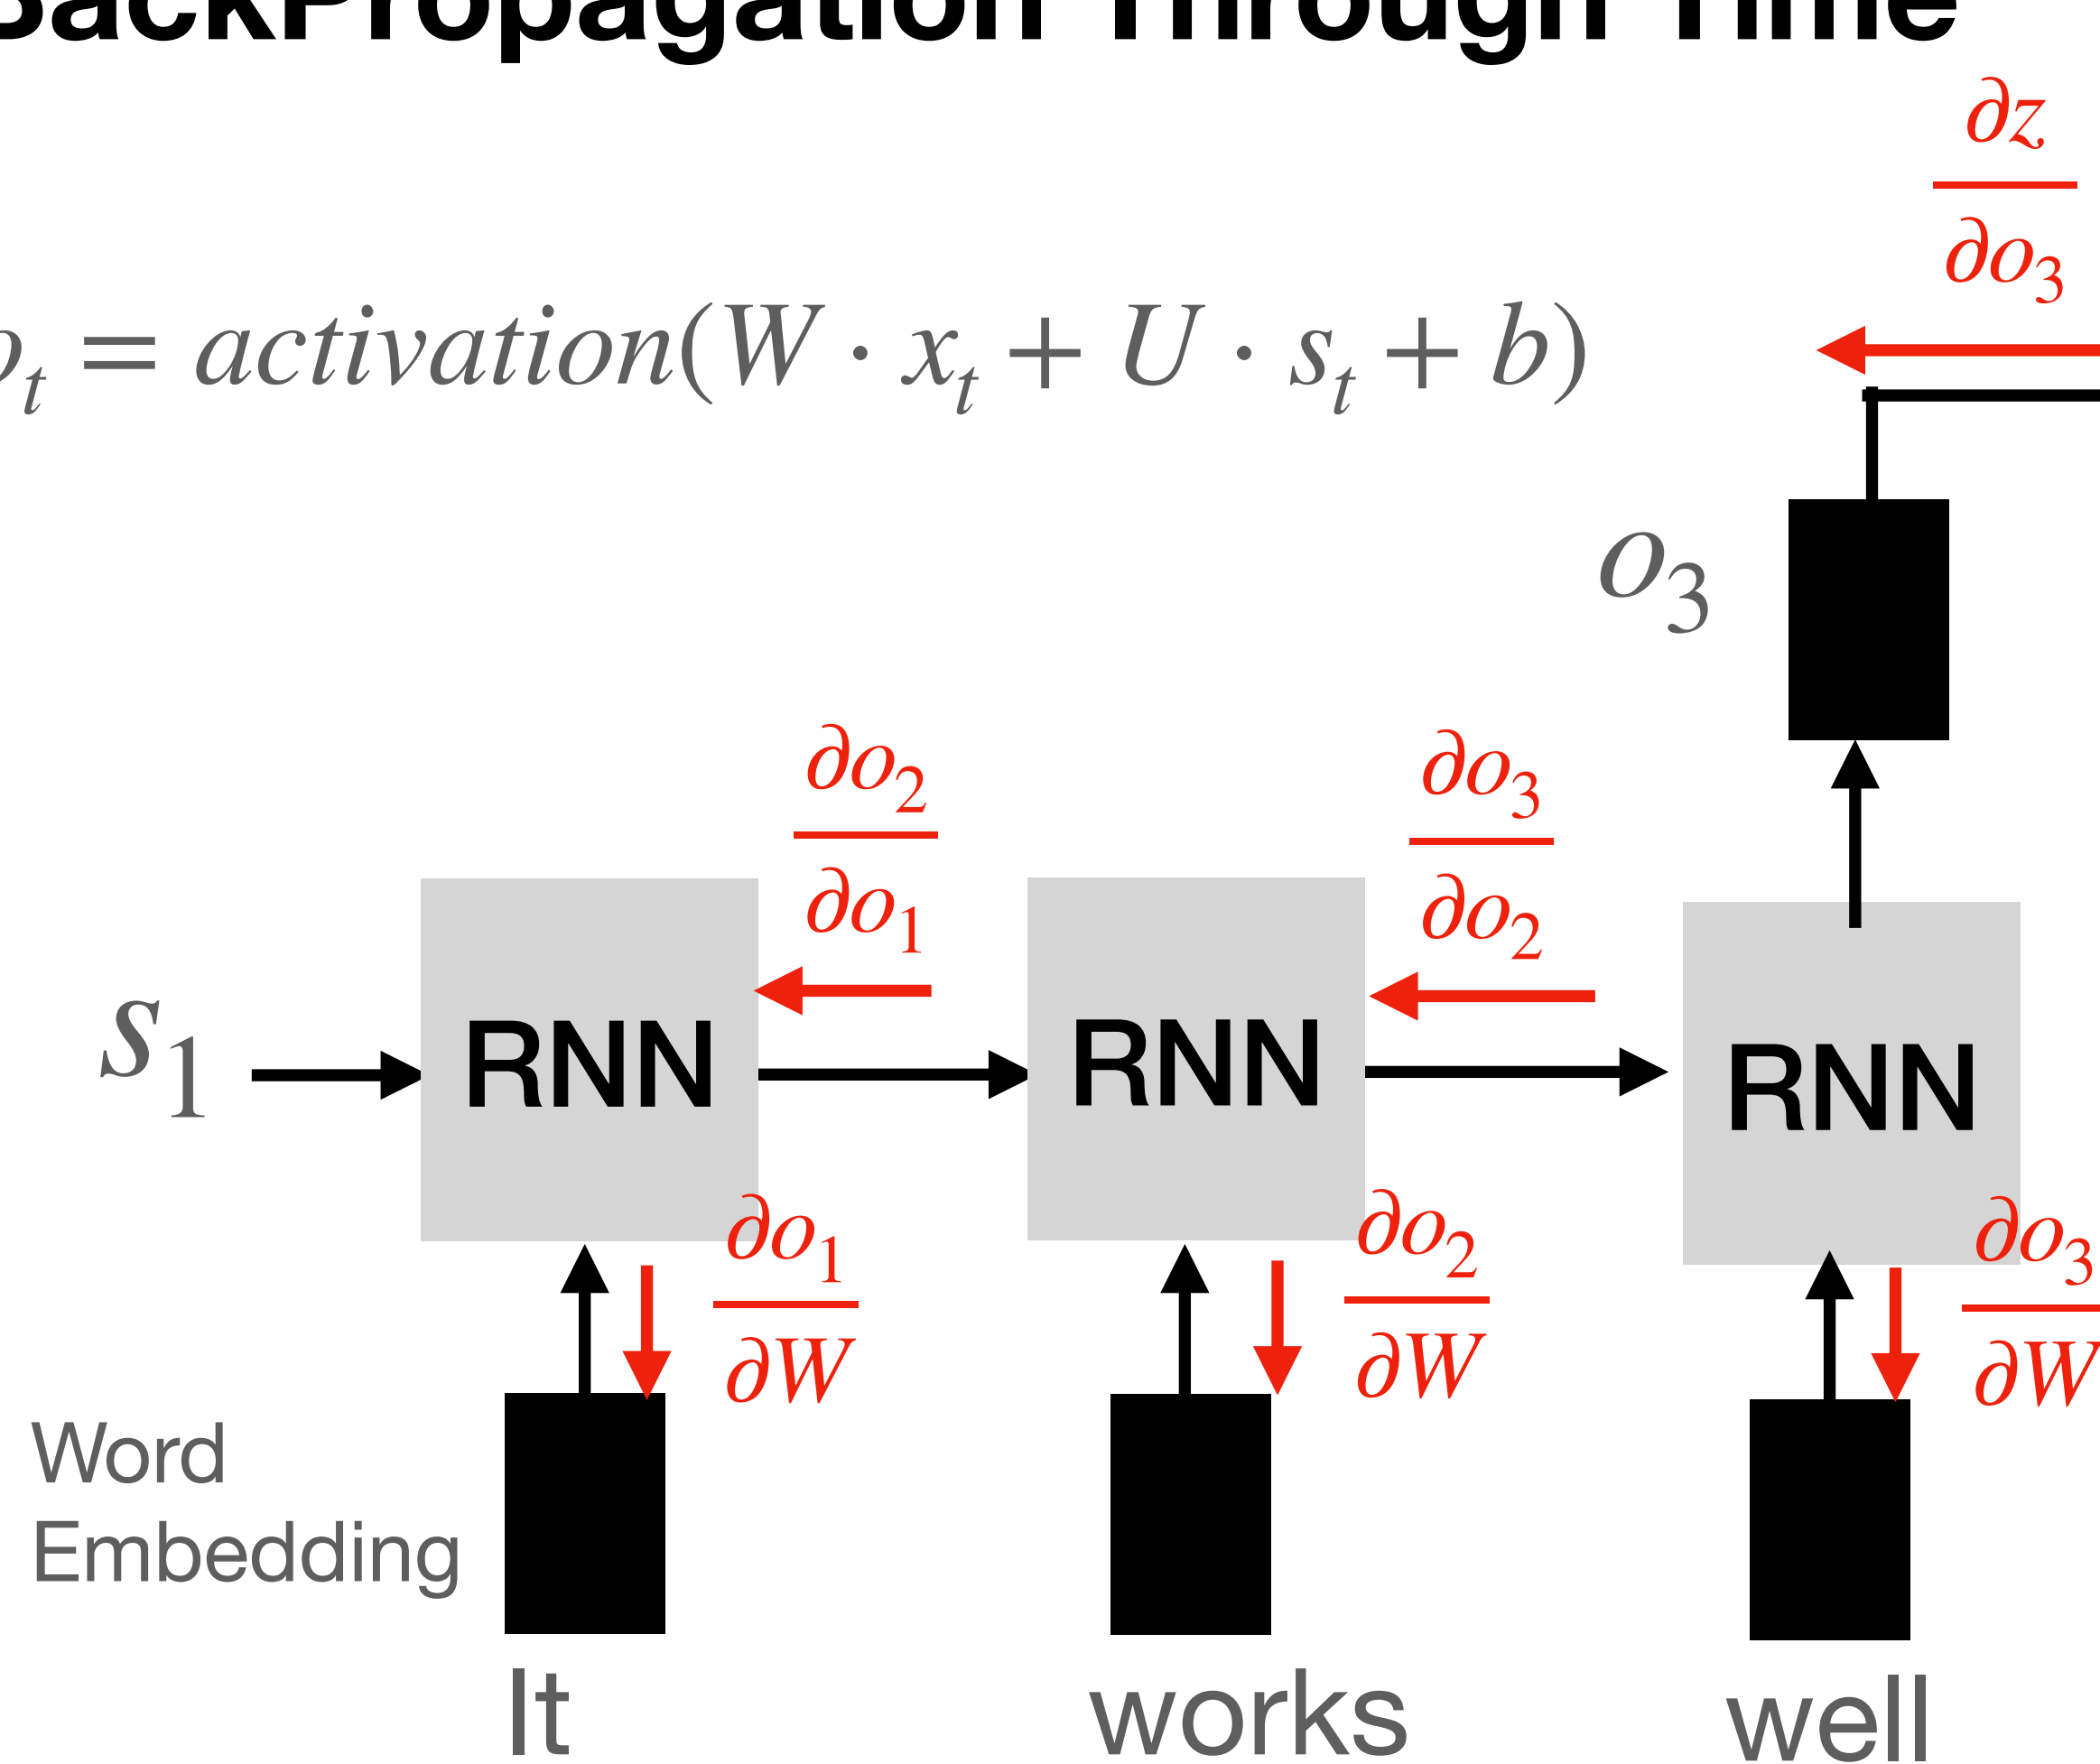 BackPropagation Through Time
∂z
∂o₃
o_t = activation(W · x_t + U · s_t + b)
o₃
∂o₂
∂o₁
∂o₃
∂o₂
s₁
RNN
RNN
RNN
∂o₁
∂W
∂o₂
∂W
∂o₃
∂W
Word
Embedding
It
works
well